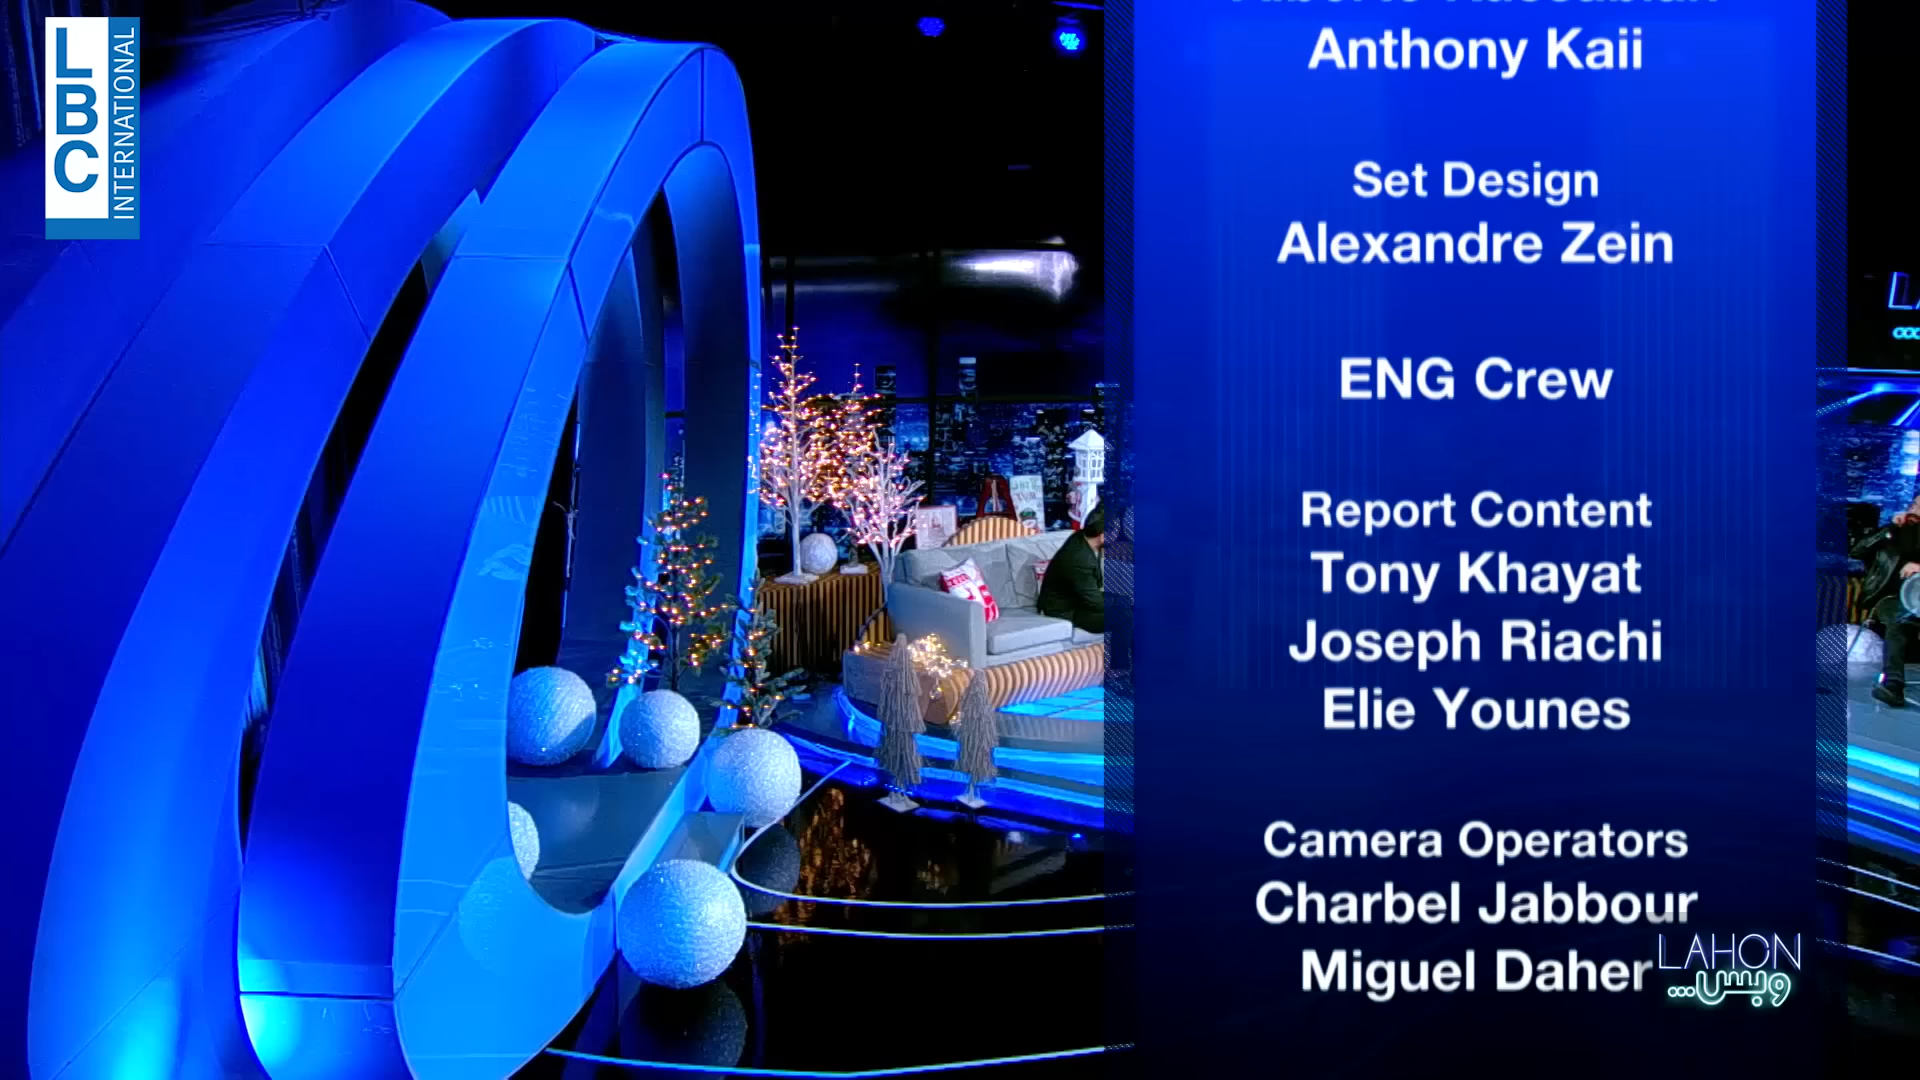 LBC
INTERNATIONAL
Anthony Kaii
Set Design
Alexandre Zein
ENG Crew
Report Content
Tony Khayat
Joseph Riachi
Elie Younes
Camera Operators
Charbel Jabbour
Miguel Daher
LAHON
وبس...